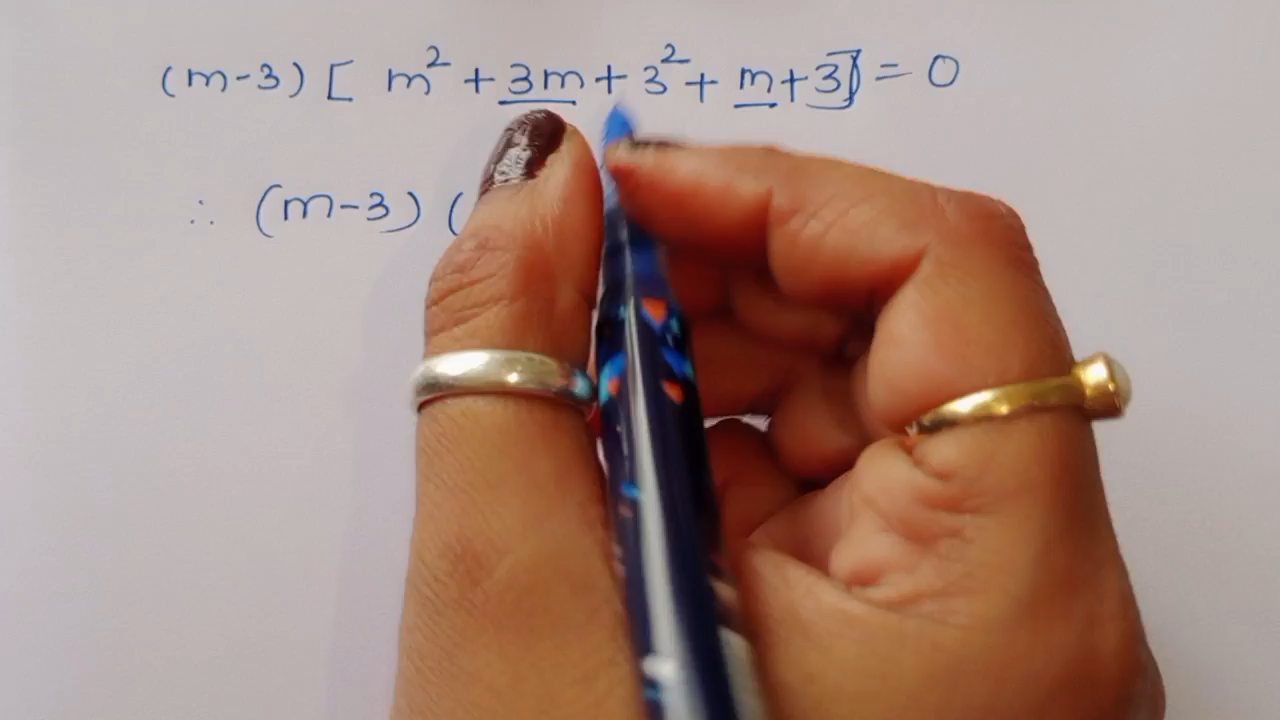 (m-3) [ m² + 3m + 3² + m + 3] = 0
∴ (m-3) (